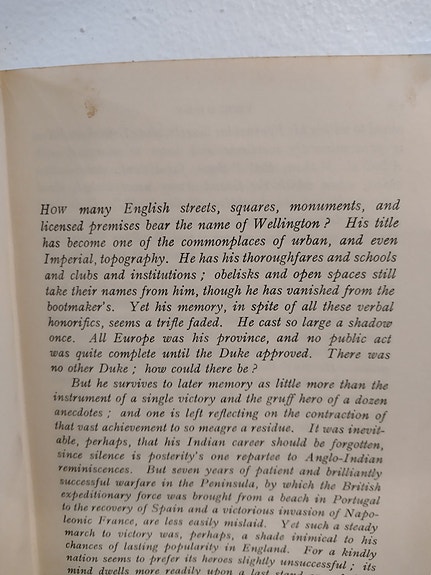 How many English streets, squares, monuments, and
licensed premises bear the name of Wellington ? His title
has become one of the commonplaces of urban, and even
Imperial, topography. He has his thoroughfares and schools
and clubs and institutions ; obelisks and open spaces still
take their names from him, though he has vanished from the
bootmaker's. Yet his memory, in spite of all these verbal
honorifics, seems a trifle faded. He cast so large a shadow
once. All Europe was his province, and no public act
was quite complete until the Duke approved. There was
no other Duke ; how could there be ?
But he survives to later memory as little more than the
instrument of a single victory and the gruff hero of a dozen
anecdotes ; and one is left reflecting on the contraction of
that vast achievement to so meagre a residue. It was inevit-
able, perhaps, that his Indian career should be forgotten,
since silence is posterity's one repartee to Anglo-Indian
reminiscences. But seven years of patient and brilliantly
successful warfare in the Peninsula, by which the British
expeditionary force was brought from a beach in Portugal
to the recovery of Spain and a victorious invasion of Napo-
leonic France, are less easily mislaid. Yet such a steady
march to victory was, perhaps, a shade inimical to his
chances of lasting popularity in England. For a kindly
nation seems to prefer its heroes slightly unsuccessful ; its
mind dwells more readily upon a last stand